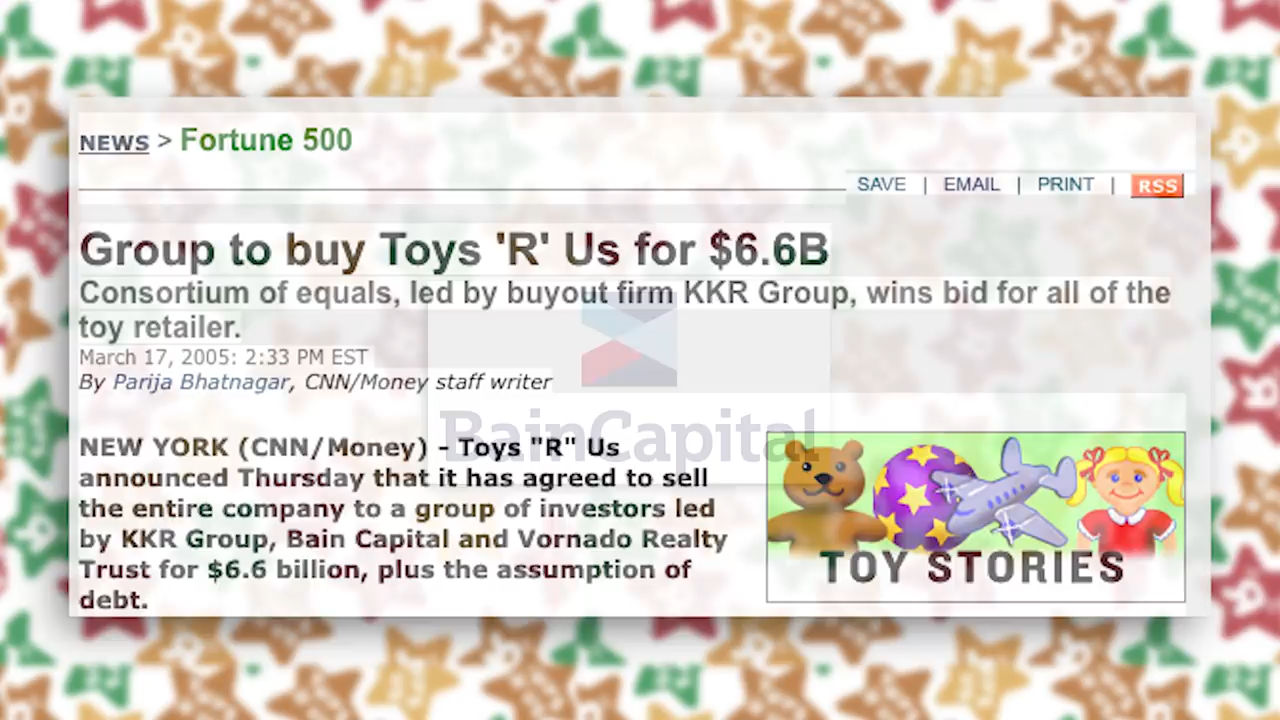 NEWS > Fortune 500
SAVE | EMAIL | PRINT | RSS
Group to buy Toys 'R' Us for $6.6B
Consortium of equals, led by buyout firm KKR Group, wins bid for all of the
toy retailer.
March 17, 2005: 2:33 PM EST
By Parija Bhatnagar, CNN/Money staff writer
BainCapital
NEW YORK (CNN/Money) - Toys "R" Us
announced Thursday that it has agreed to sell
the entire company to a group of investors led
by KKR Group, Bain Capital and Vornado Realty
Trust for $6.6 billion, plus the assumption of
debt.
TOY STORIES